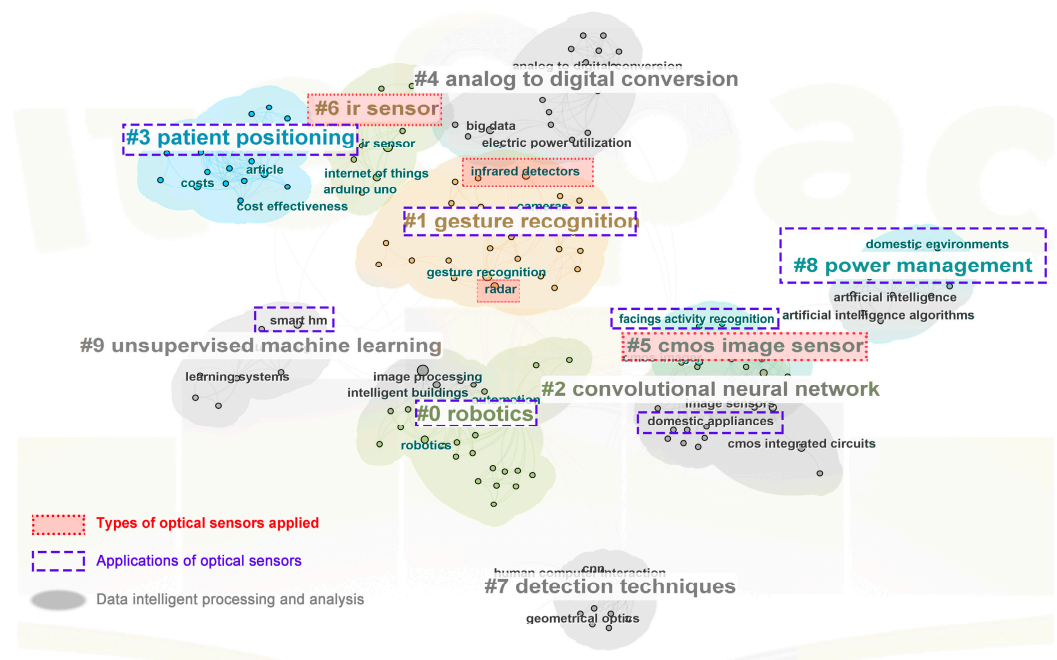 analog to digital conversion
#4 analog to digital conversion
#6 ir sensor
big data
#3 patient positioning
ir sensor
electric power utilization
article
internet of things
infrared detectors
costs
arduino uno
cost effectiveness
cameras
#1 gesture recognition
domestic environments
#8 power management
gesture recognition
radar
artificial intelligence
artificial intelligence algorithms
smart hm
facings activity recognition
#9 unsupervised machine learning
#5 cmos image sensor
learning systems
image processing
intelligent buildings
automation
#2 convolutional neural network
image sensors
#0 robotics
domestic appliances
robotics
cmos integrated circuits
Types of optical sensors applied
Applications of optical sensors
Data intelligent processing and analysis
cnn
human computer interaction
#7 detection techniques
geometrical optics